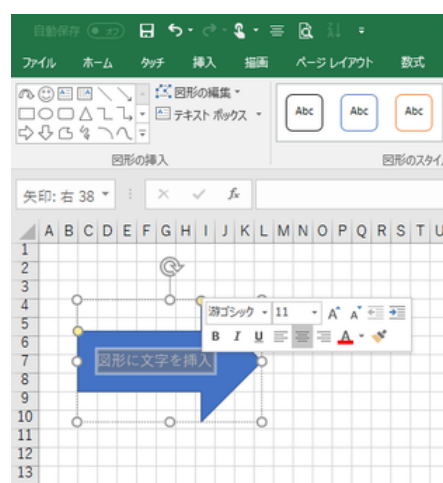 自動保存 オフ
ファイル ホーム タッチ 挿入 描画 ページ レイアウト 数式
図形の編集
テキスト ボックス
Abc Abc Abc
図形の挿入 図形のスタイ
矢印: 右 38 fx
A B C D E F G H I J K L M N O P Q R S T U
1
2
3
4
游ゴシック 11 A A
5
B I U A
6
7 図形に文字を挿入
8
9
10
11
12
13